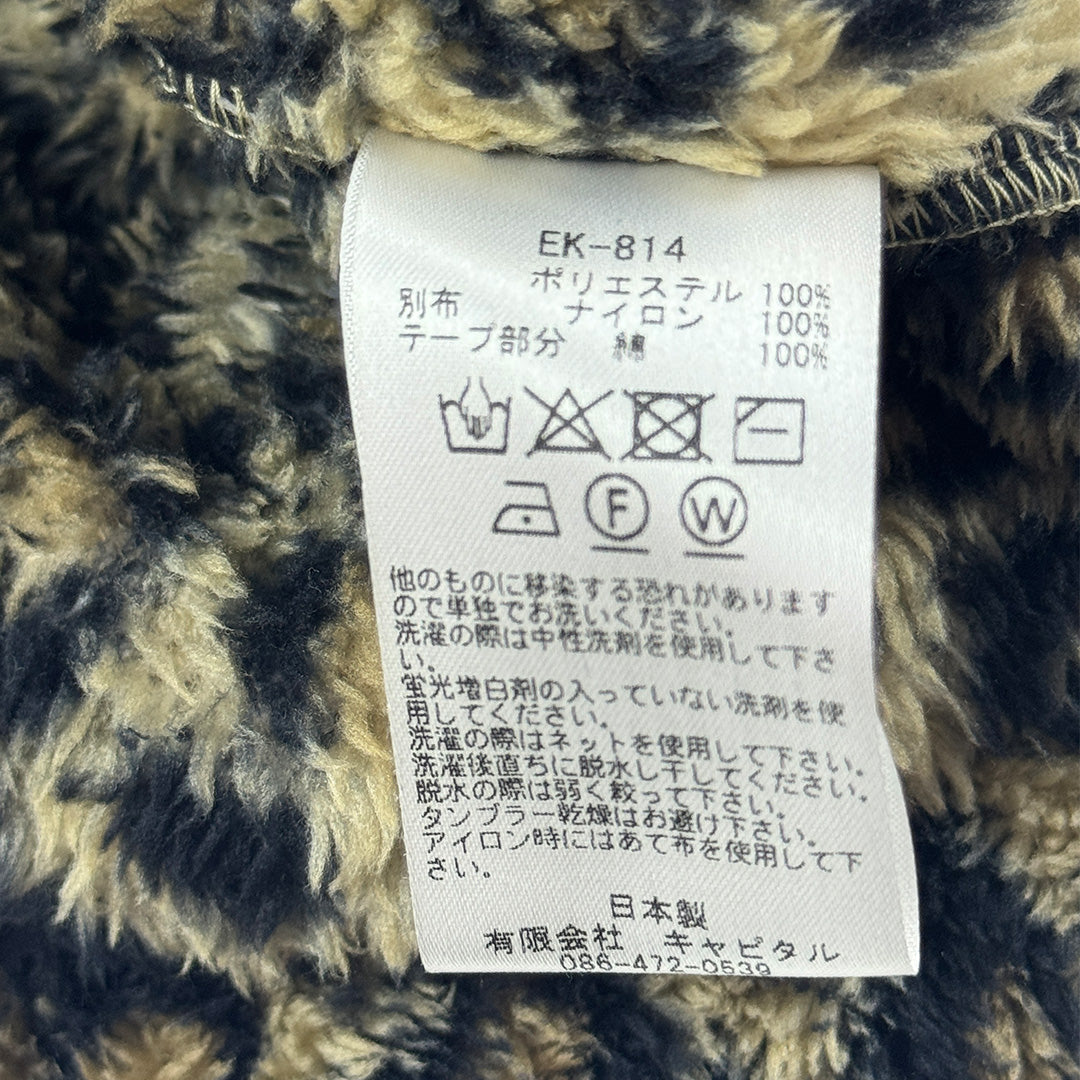 EK-814
ポリエステル 100%
別布 ナイロン 100%
テープ部分 綿 100%
F W
他のものに移染する恐れがあります
ので単独でお洗いください。
洗濯の際は中性洗剤を使用して下さ
い。
蛍光増白剤の入っていない洗剤を使
用してください。
洗濯の際はネットを使用して下さい。
洗濯後直ちに脱水し干してください。
脱水の際は弱く絞って下さい。
タンブラー乾燥はお避け下さい。
アイロン時にはあて布を使用して下
さい。
日本製
有限会社 キャピタル
086-472-0539